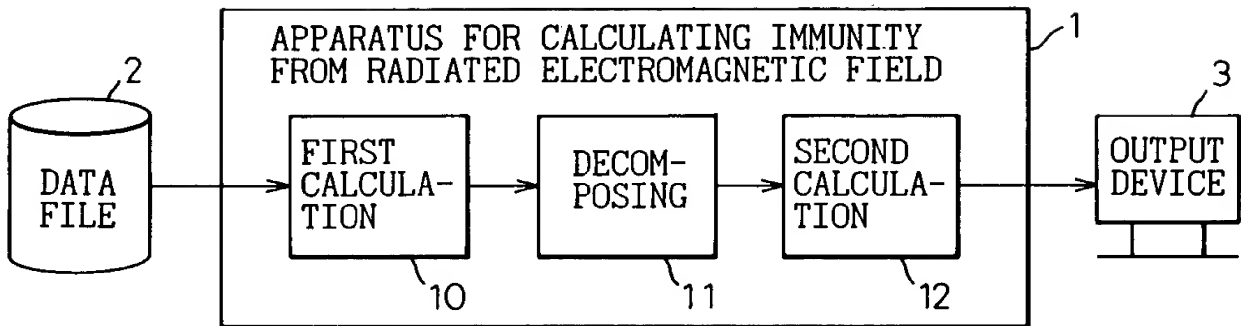 APPARATUS FOR CALCULATING IMMUNITY
FROM RADIATED ELECTROMAGNETIC FIELD
1
2
DATA
FILE
FIRST
CALCULA-
TION
10
DECOM-
POSING
11
SECOND
CALCULA-
TION
12
3
OUTPUT
DEVICE